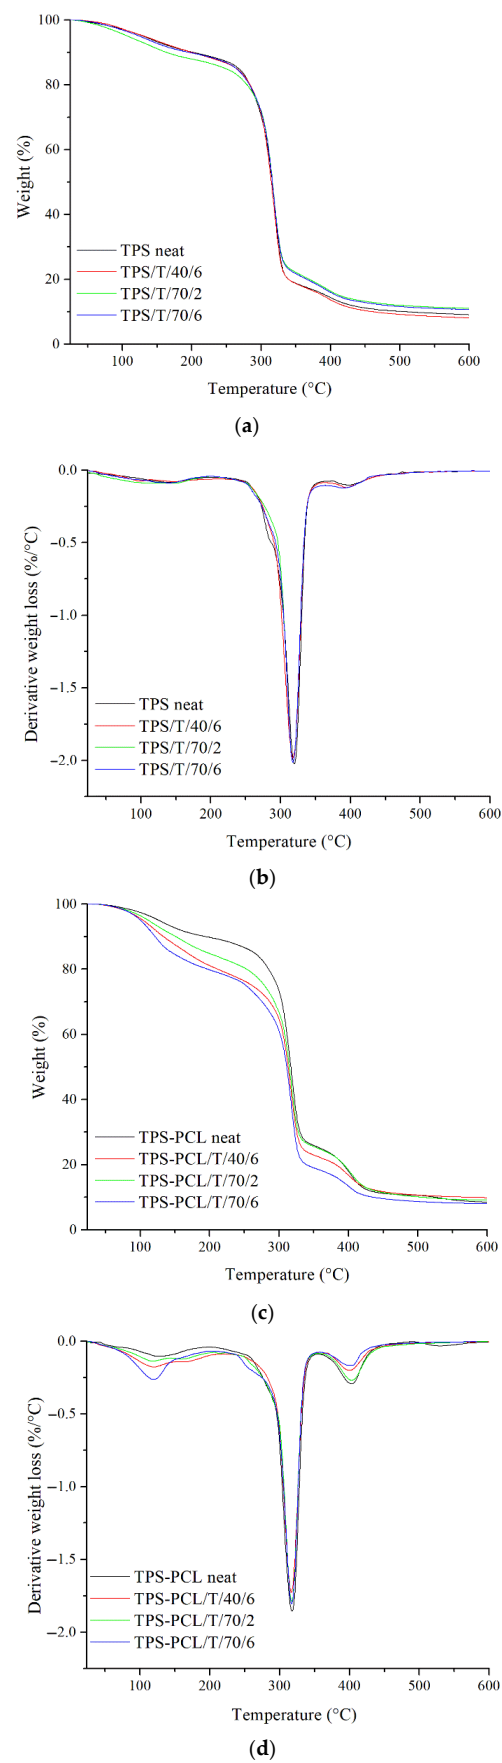 100
80
60
40
20
0
Weight (%)
TPS neat
TPS/T/40/6
TPS/T/70/2
TPS/T/70/6
100 200 300 400 500 600
Temperature (°C)
(a)
0.0
−0.5
−1.0
−1.5
−2.0
Derivative weight loss (%/°C)
TPS neat
TPS/T/40/6
TPS/T/70/2
TPS/T/70/6
100 200 300 400 500 600
Temperature (°C)
(b)
100
80
60
40
20
0
Weight (%)
TPS-PCL neat
TPS-PCL/T/40/6
TPS-PCL/T/70/2
TPS-PCL/T/70/6
100 200 300 400 500 600
Temperature (°C)
(c)
0.0
−0.5
−1.0
−1.5
−2.0
Derivative weight loss (%/°C)
TPS-PCL neat
TPS-PCL/T/40/6
TPS-PCL/T/70/2
TPS-PCL/T/70/6
100 200 300 400 500 600
Temperature (°C)
(d)